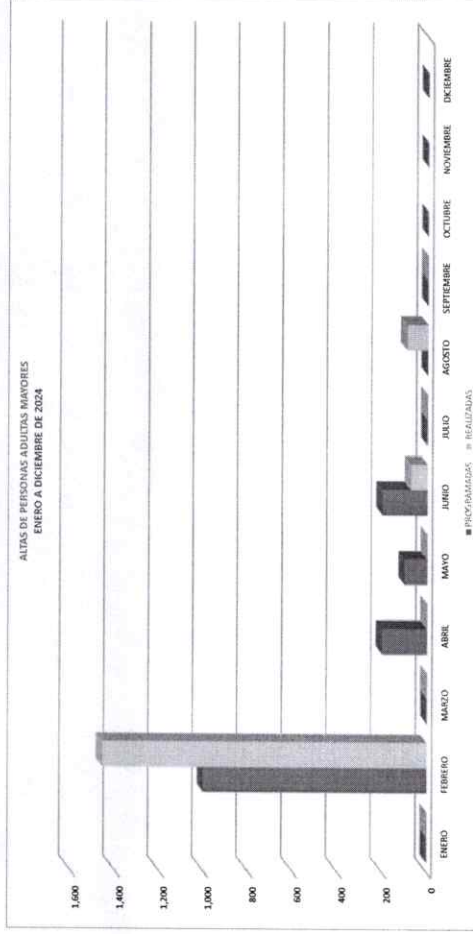 ALTAS DE PERSONAS ADULTAS MAYORES
ENERO A DICIEMBRE DE 2024
1,600
1,400
1,200
1,000
800
600
400
200
0
ENERO
FEBRERO
MARZO
ABRIL
MAYO
JUNIO
JULIO
AGOSTO
SEPTIEMBRE
OCTUBRE
NOVIEMBRE
DICIEMBRE
PROGRAMADAS REALIZADAS